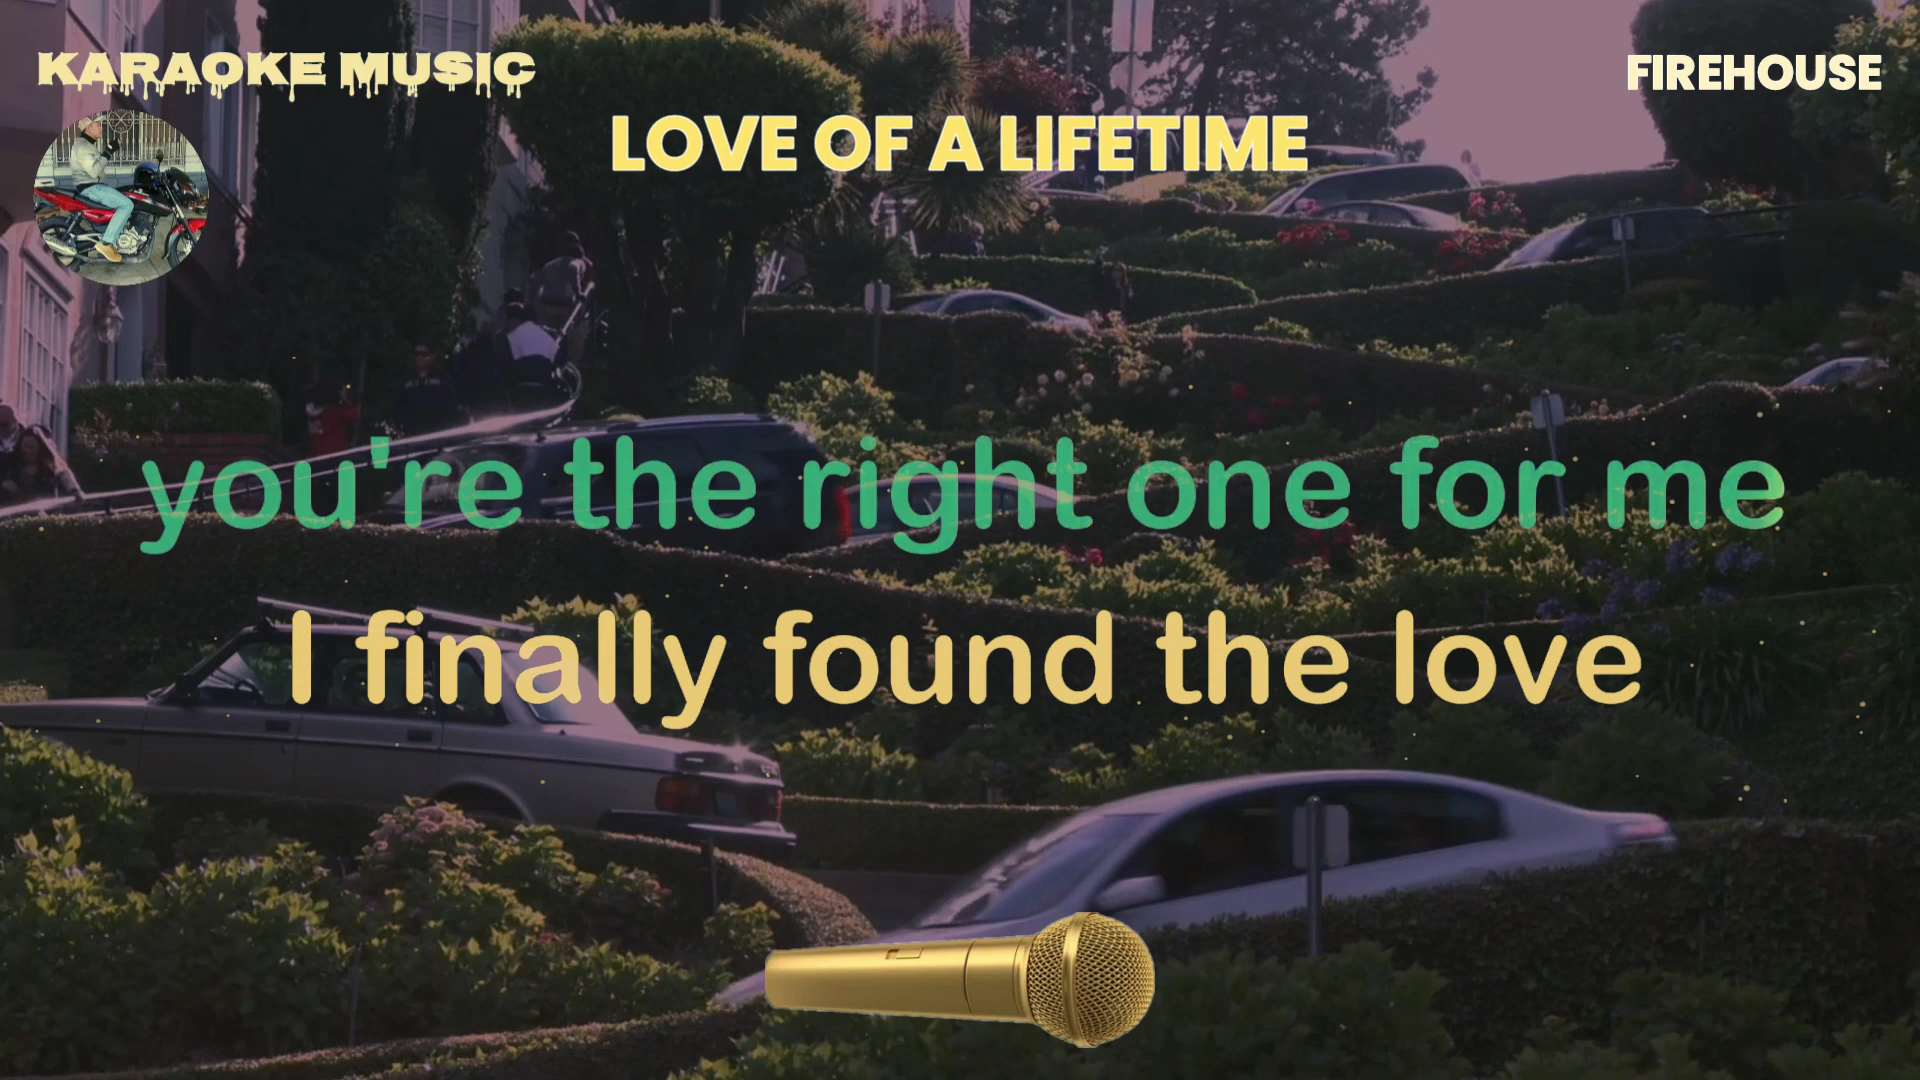 KARAOKE MUSIC
FIREHOUSE
LOVE OF A LIFETIME
you're the right one for me
I finally found the love